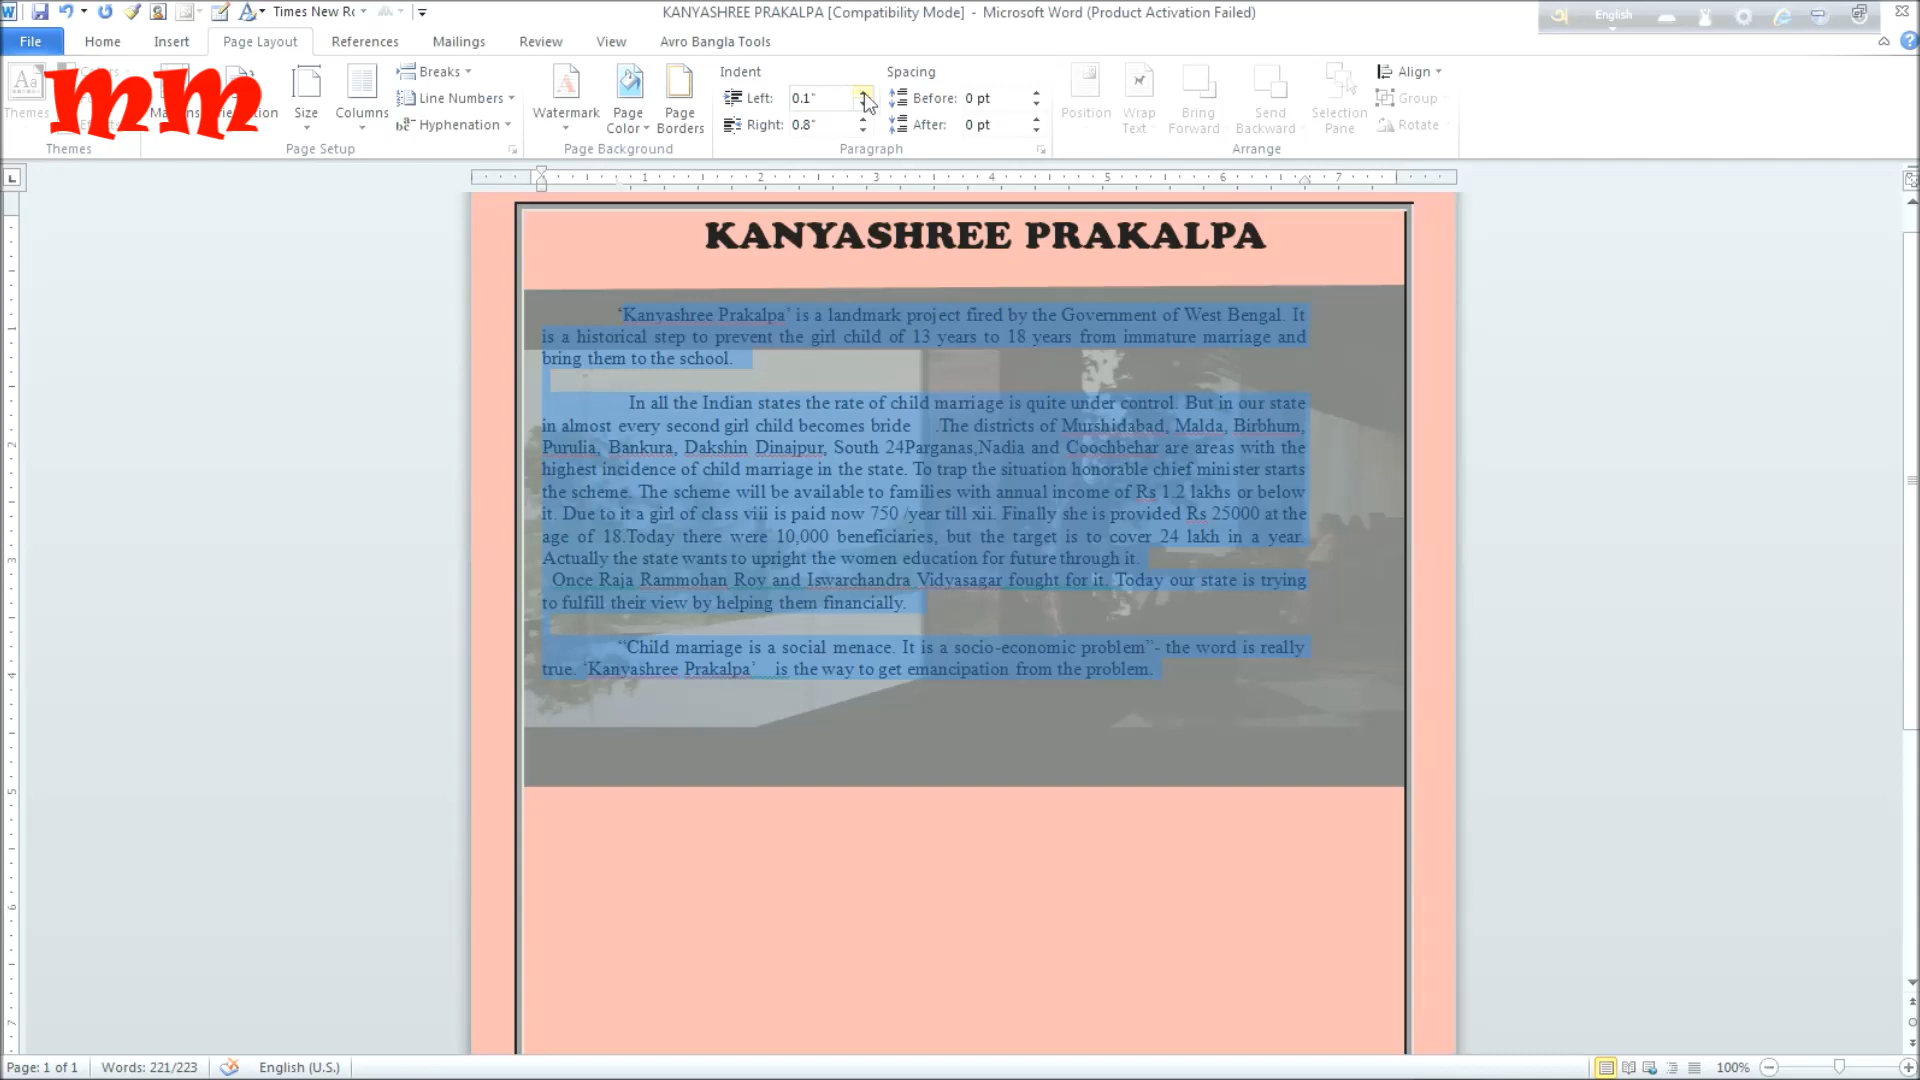 Times New Ro
KANYASHREE PRAKALPA [Compatibility Mode] - Microsoft Word (Product Activation Failed)
English
File Home Insert Page Layout References Mailings Review View Avro Bangla Tools
Aa
mm
Breaks
Indent
Spacing
Align
Line Numbers
Left: 0.1"
Before: 0 pt
Group
Themes
Size Columns
Hyphenation
Watermark Page Color Page Borders
Right: 0.8"
After: 0 pt
Position Wrap Text Bring Forward Send Backward Selection Pane
Rotate
Themes Page Setup Page Background Paragraph Arrange
1 2 3 4 5 6 7
KANYASHREE PRAKALPA
‘Kanyashree Prakalpa’ is a landmark project fired by the Government of West Bengal. It
is a historical step to prevent the girl child of 13 years to 18 years from immature marriage and
bring them to the school.
In all the Indian states the rate of child marriage is quite under control. But in our state
in almost every second girl child becomes bride .The districts of Murshidabad, Malda, Birbhum,
Purulia, Bankura, Dakshin Dinajpur, South 24Parganas,Nadia and Coochbehar are areas with the
highest incidence of child marriage in the state. To trap the situation honorable chief minister starts
the scheme. The scheme will be available to families with annual income of Rs 1.2 lakhs or below
it. Due to it a girl of class viii is paid now 750 /year till xii. Finally she is provided Rs 25000 at the
age of 18.Today there were 10,000 beneficiaries, but the target is to cover 24 lakh in a year.
Actually the state wants to upright the women education for future through it.
Once Raja Rammohan Roy and Iswarchandra Vidyasagar fought for it. Today our state is trying
to fulfill their view by helping them financially.
“Child marriage is a social menace. It is a socio-economic problem”- the word is really
true. ‘Kanyashree Prakalpa’ is the way to get emancipation from the problem.
Page: 1 of 1 Words: 221/223 English (U.S.) 100%